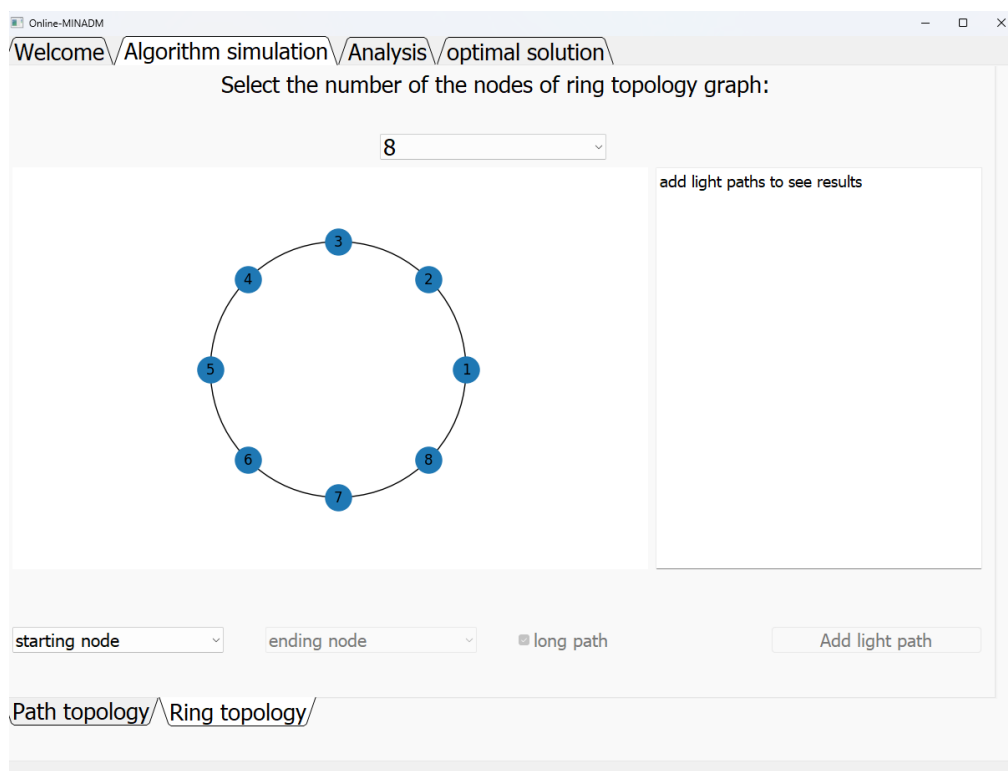 Online-MINADM
Welcome Algorithm simulation Analysis optimal solution
Select the number of the nodes of ring topology graph:
8
add light paths to see results
3
4 2
5 1
6 8
7
starting node ending node long path Add light path
Path topology Ring topology